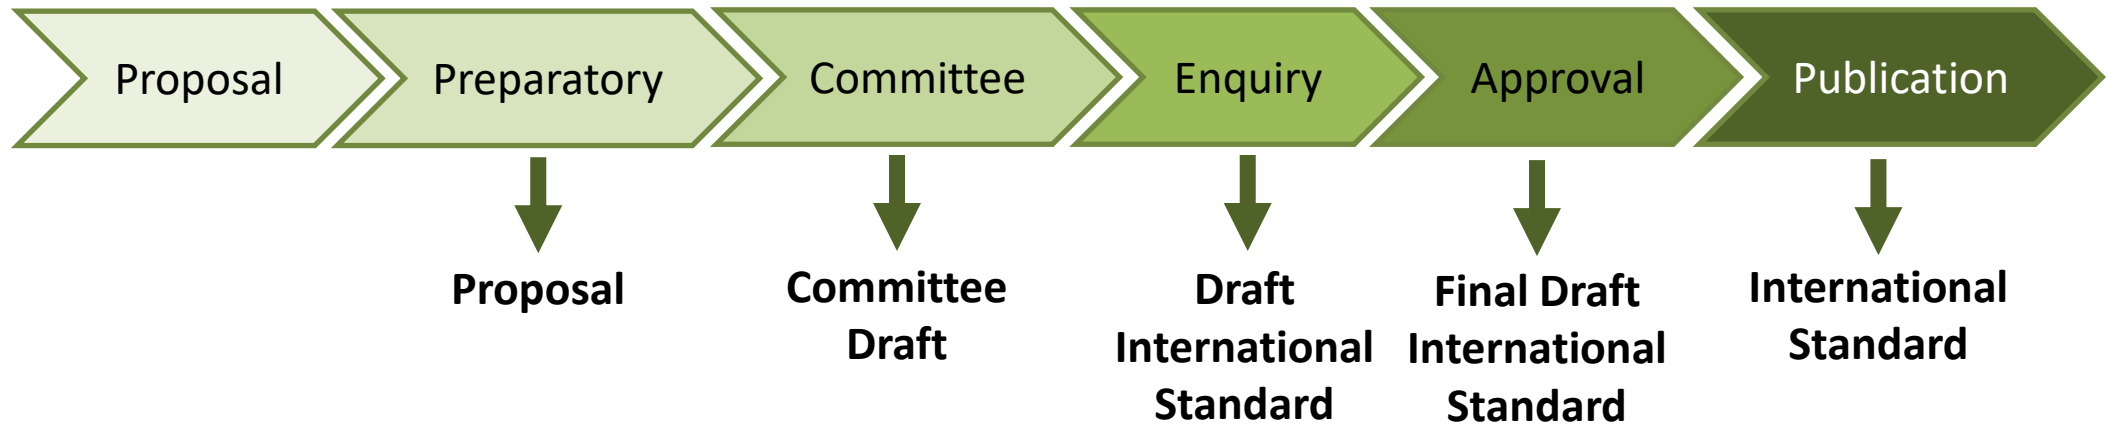 Proposal
Preparatory
Committee
Enquiry
Approval
Publication
Proposal
Committee
Draft
Draft
International
Standard
Final Draft
International
Standard
International
Standard